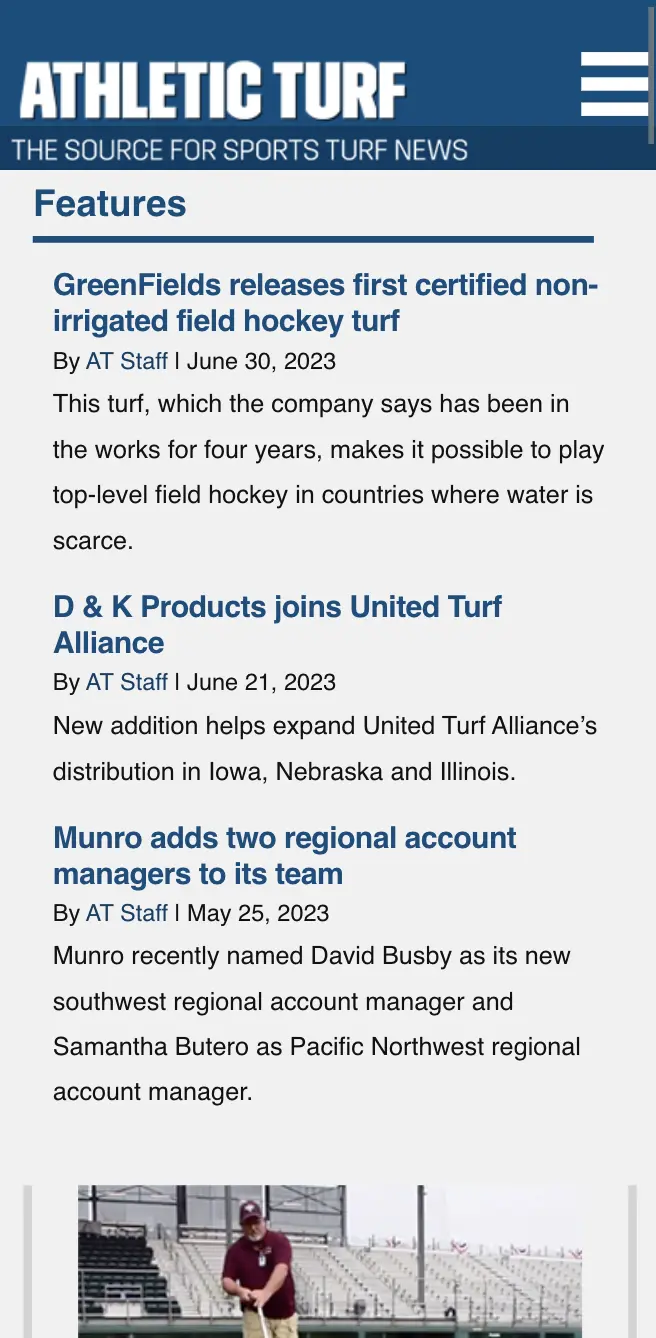 ATHLETIC TURF
THE SOURCE FOR SPORTS TURF NEWS
Features
GreenFields releases first certified non-
irrigated field hockey turf
By AT Staff | June 30, 2023
This turf, which the company says has been in
the works for four years, makes it possible to play
top-level field hockey in countries where water is
scarce.
D & K Products joins United Turf
Alliance
By AT Staff | June 21, 2023
New addition helps expand United Turf Alliance’s
distribution in Iowa, Nebraska and Illinois.
Munro adds two regional account
managers to its team
By AT Staff | May 25, 2023
Munro recently named David Busby as its new
southwest regional account manager and
Samantha Butero as Pacific Northwest regional
account manager.